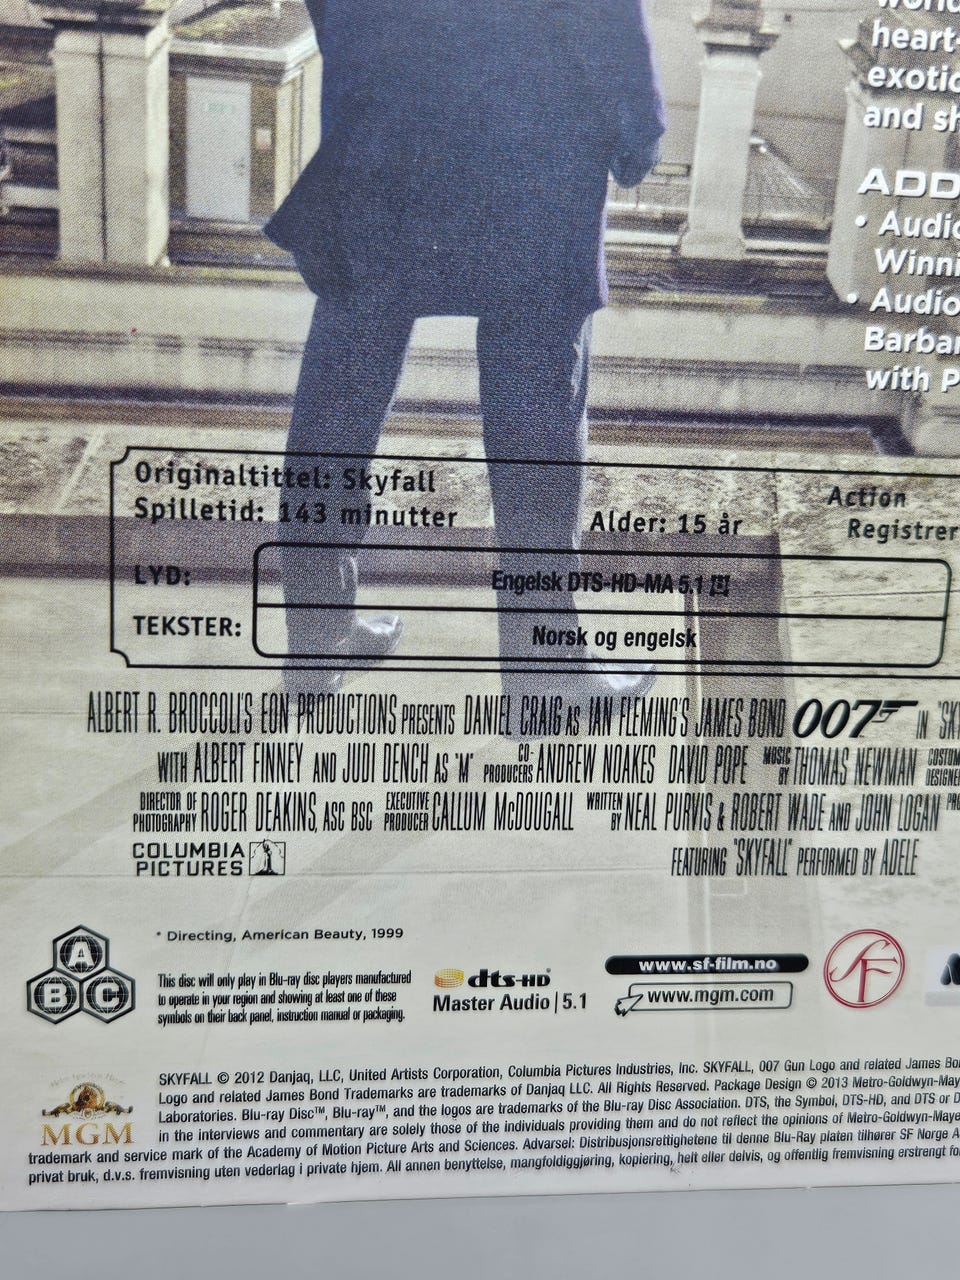 heart-
exotic
and sh
ADD
• Audio
Winni
• Audio
Barbar
with P
Originaltittel: Skyfall
Spilletid: 143 minutter
Alder: 15 år
Action
Registrer
LYD:
Engelsk DTS-HD-MA 5.1
TEKSTER:
Norsk og engelsk
ALBERT R. BROCCOLI'S EON PRODUCTIONS PRESENTS DANIEL CRAIG AS IAN FLEMING'S JAMES BOND 007 IN "SK
WITH ALBERT FINNEY AND JUDI DENCH AS "M" CO-PRODUCERS ANDREW NOAKES DAVID POPE MUSIC BY THOMAS NEWMAN COSTUM DESIGNE
DIRECTOR OF PHOTOGRAPHY ROGER DEAKINS, ASC BSC EXECUTIVE PRODUCER CALLUM McDOUGALL WRITTEN BY NEAL PURVIS & ROBERT WADE AND JOHN LOGAN
COLUMBIA
PICTURES
FEATURING "SKYFALL" PERFORMED BY ADELE
* Directing, American Beauty, 1999
A
B C
This disc will only play in Blu-ray disc players manufactured
to operate in your region and showing at least one of these
symbols on their back panel, instruction manual or packaging.
dts-HD
Master Audio | 5.1
www.sf-film.no
www.mgm.com
SF
MGM
SKYFALL © 2012 Danjaq, LLC, United Artists Corporation, Columbia Pictures Industries, Inc. SKYFALL, 007 Gun Logo and related James Bo
Logo and related James Bond Trademarks are trademarks of Danjaq LLC. All Rights Reserved. Package Design © 2013 Metro-Goldwyn-May
Laboratories. Blu-ray Disc™, Blu-ray™, and the logos are trademarks of the Blu-ray Disc Association. DTS, the Symbol, DTS-HD, and DTS or D
in the interviews and commentary are solely those of the individuals providing them and do not reflect the opinions of Metro-Goldwyn-Maye
trademark and service mark of the Academy of Motion Picture Arts and Sciences. Advarsel: Distribusjonsrettighetene til denne Blu-Ray platen tilhører SF Norge A
privat bruk, d.v.s. fremvisning uten vederlag i private hjem. All annen benyttelse, mangfoldiggjøring, kopiering, helt eller delvis, og offentlig fremvisning erstrengt fo